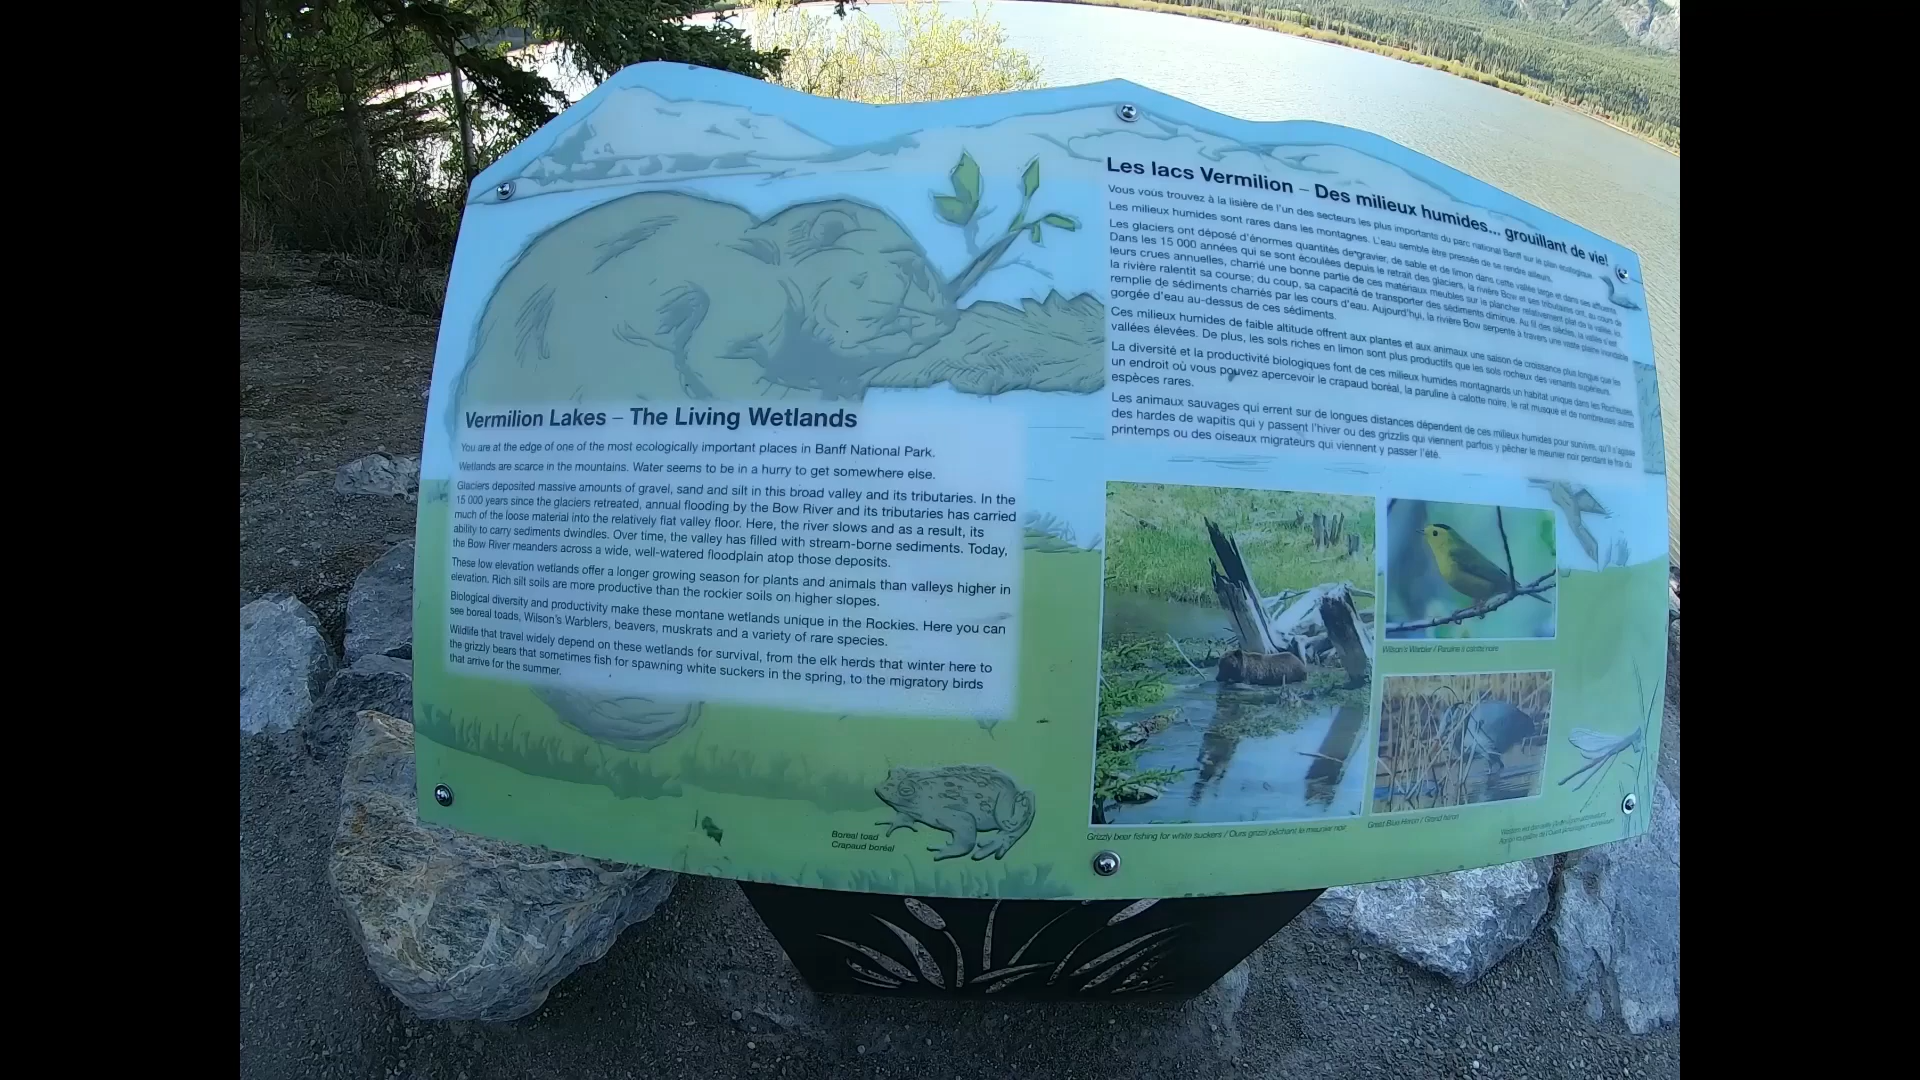 Vermilion Lakes – The Living Wetlands
You are at the edge of one of the most ecologically important places in Banff National Park.
Wetlands are scarce in the mountains. Water seems to be in a hurry to get somewhere else.
Glaciers deposited massive amounts of gravel, sand and silt in this broad valley and its tributaries. In the
15 000 years since the glaciers retreated, annual flooding by the Bow River and its tributaries has carried
much of the loose material into the relatively flat valley floor. Here, the river slows and as a result, its
ability to carry sediments dwindles. Over time, the valley has filled with stream-borne sediments. Today,
the Bow River meanders across a wide, well-watered floodplain atop those deposits.
These low elevation wetlands offer a longer growing season for plants and animals than valleys higher in
elevation. Rich silt soils are more productive than the rockier soils on higher slopes.
Biological diversity and productivity make these montane wetlands unique in the Rockies. Here you can
see boreal toads, Wilson's Warblers, beavers, muskrats and a variety of rare species.
Wildlife that travel widely depend on these wetlands for survival, from the elk herds that winter here to
the grizzly bears that sometimes fish for spawning white suckers in the spring, to the migratory birds
that arrive for the summer.
Boreal toad
Crapaud boréal
Les lacs Vermilion – Des milieux humides... grouillant de vie!
Vous vous trouvez à la lisière de l'un des secteurs les plus importants du parc national Banff sur le plan écologique.
Les milieux humides sont rares dans les montagnes. L'eau semble être pressée de se rendre ailleurs.
Les glaciers ont déposé d'énormes quantités de gravier, de sable et de limon dans cette vallée large et dans ses affluents.
Dans les 15 000 années qui se sont écoulées depuis le retrait des glaciers, la rivière Bow et ses tributaires ont, au cours de
leurs crues annuelles, charrié une bonne partie de ces matériaux meubles sur le plancher relativement plat de la vallée. Ici,
la rivière ralentit sa course; du coup, sa capacité de transporter des sédiments diminue. Au fil des siècles, la vallée s'est
remplie de sédiments charriés par les cours d'eau. Aujourd'hui, la rivière Bow serpente à travers une vaste plaine inondable
gorgée d'eau au-dessus de ces sédiments.
Ces milieux humides de faible altitude offrent aux plantes et aux animaux une saison de croissance plus longue que les
vallées élevées. De plus, les sols riches en limon sont plus productifs que les sols rocheux des versants supérieurs.
La diversité et la productivité biologiques font de ces milieux humides montagnards un habitat unique dans les Rocheuses,
un endroit où vous pouvez apercevoir le crapaud boréal, la paruline à calotte noire, le rat musqué et de nombreuses autres
espèces rares.
Les animaux sauvages qui errent sur de longues distances dépendent de ces milieux humides pour survivre, qu'il s'agisse
des hardes de wapitis qui y passent l'hiver ou des grizzlis qui viennent parfois y pêcher le meunier noir pendant le frai du
printemps ou des oiseaux migrateurs qui viennent y passer l'été.
Wilson's Warbler / Paruline à calotte noire
Grizzly bear fishing for white suckers / Ours grizzli pêchant le meunier noir
Great Blue Heron / Grand héron